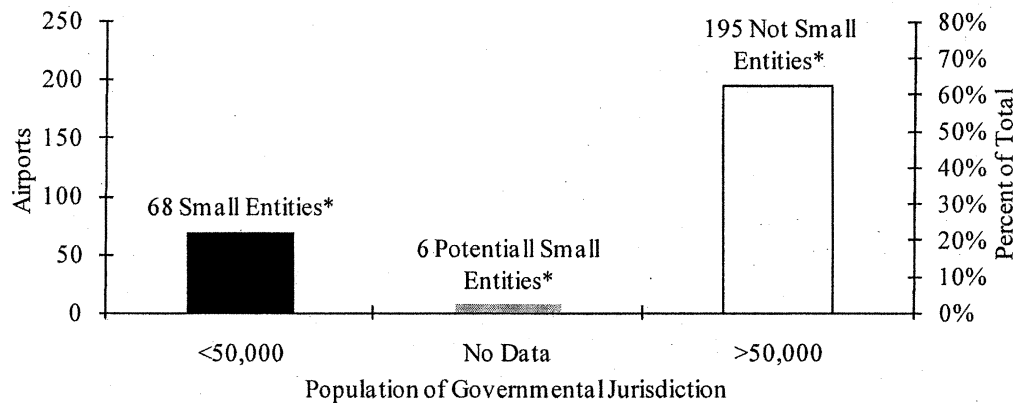 250
200
150
100
50
0
Airports
68 Small Entities*
6 Potentiall Small
Entities*
195 Not Small
Entities*
80%
70%
60%
50%
40%
30%
20%
10%
0%
Percent of Total
<50,000
No Data
>50,000
Population of Governmental Jurisdiction